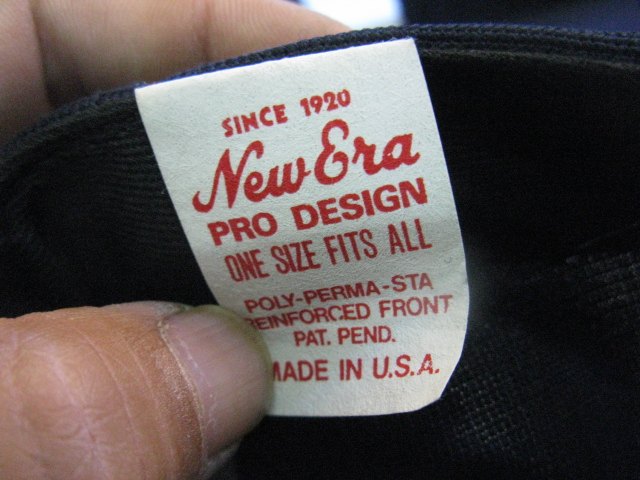 SINCE 1920
New Era
PRO DESIGN
ONE SIZE FITS ALL
POLY-PERMA-STA
REINFORCED FRONT
PAT. PEND.
MADE IN U.S.A.